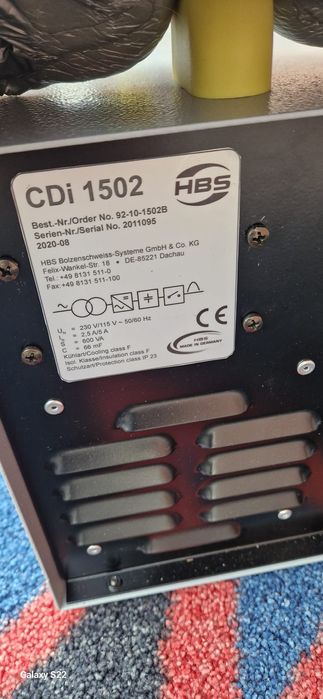 CDi 1502
HBS
Best.-Nr./Order No. 92-10-1502B
Serien-Nr./Serial No. 2011095
2020-08
HBS Bolzenschweiss-Systeme GmbH & Co. KG
Felix-Wankel-Str. 18 • DE-85221 Dachau
Tel.:+49 8131 511-0
Fax:+49 8131 511-100
= 230 V/115 V ~ 50/60 Hz
= 2,5 A/5 A
= 600 VA
= 66 mF
Kühlart/Cooling class F
Isol. Klasse/Insulation class F
Schutzart/Protection class IP 23
CE
HBS
MADE IN GERMANY
Galaxy S22